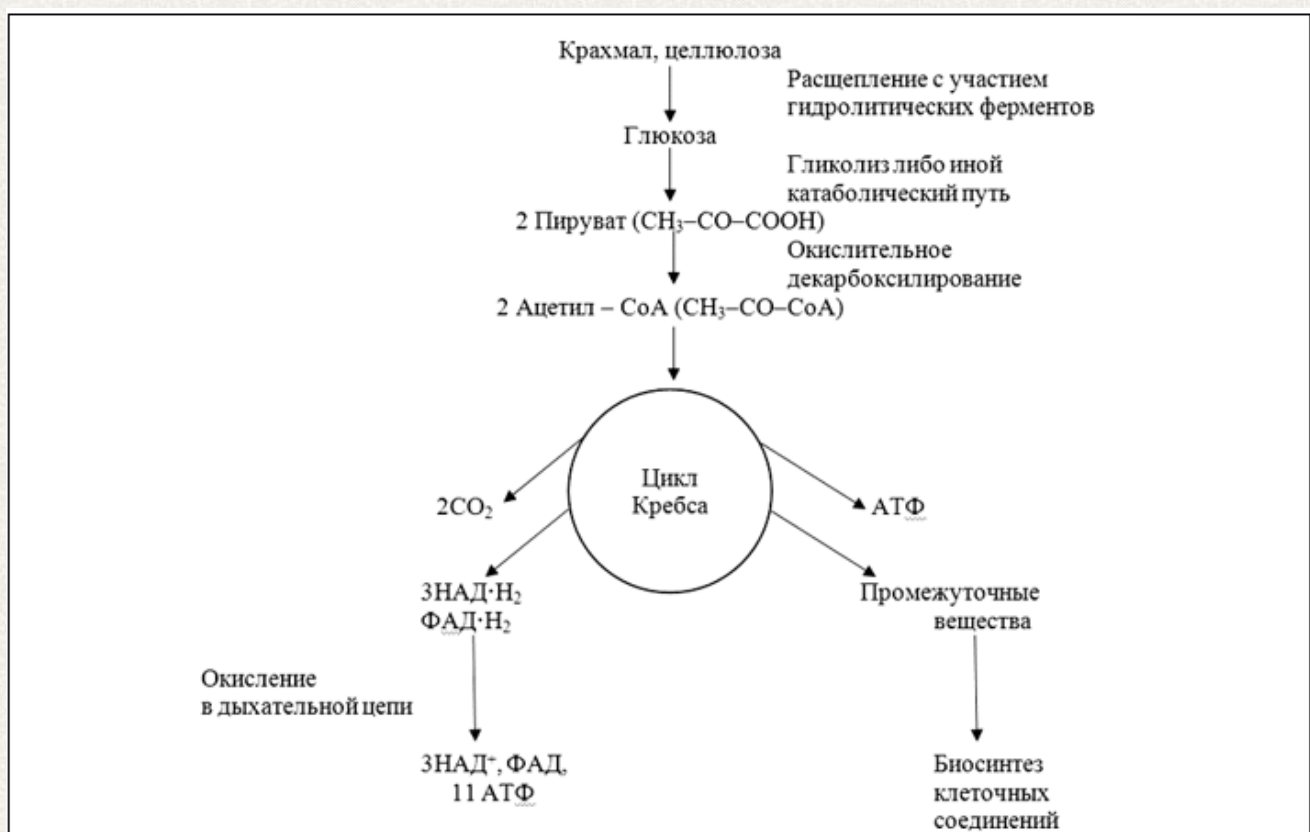 Крахмал, целлюлоза
Расщепление с участием
гидролитических ферментов
Глюкоза
Гликолиз либо иной
катаболический путь
2 Пируват (CH₃–CO–COOH)
Окислительное
декарбоксилирование
2 Ацетил – CoA (CH₃–CO–CoA)
Цикл
Кребса
2CO₂
АТФ
3НАД·H₂
ФАД·H₂
Промежуточные
вещества
Окисление
в дыхательной цепи
3НАД⁺, ФАД,
11 АТФ
Биосинтез
клеточных
соединений